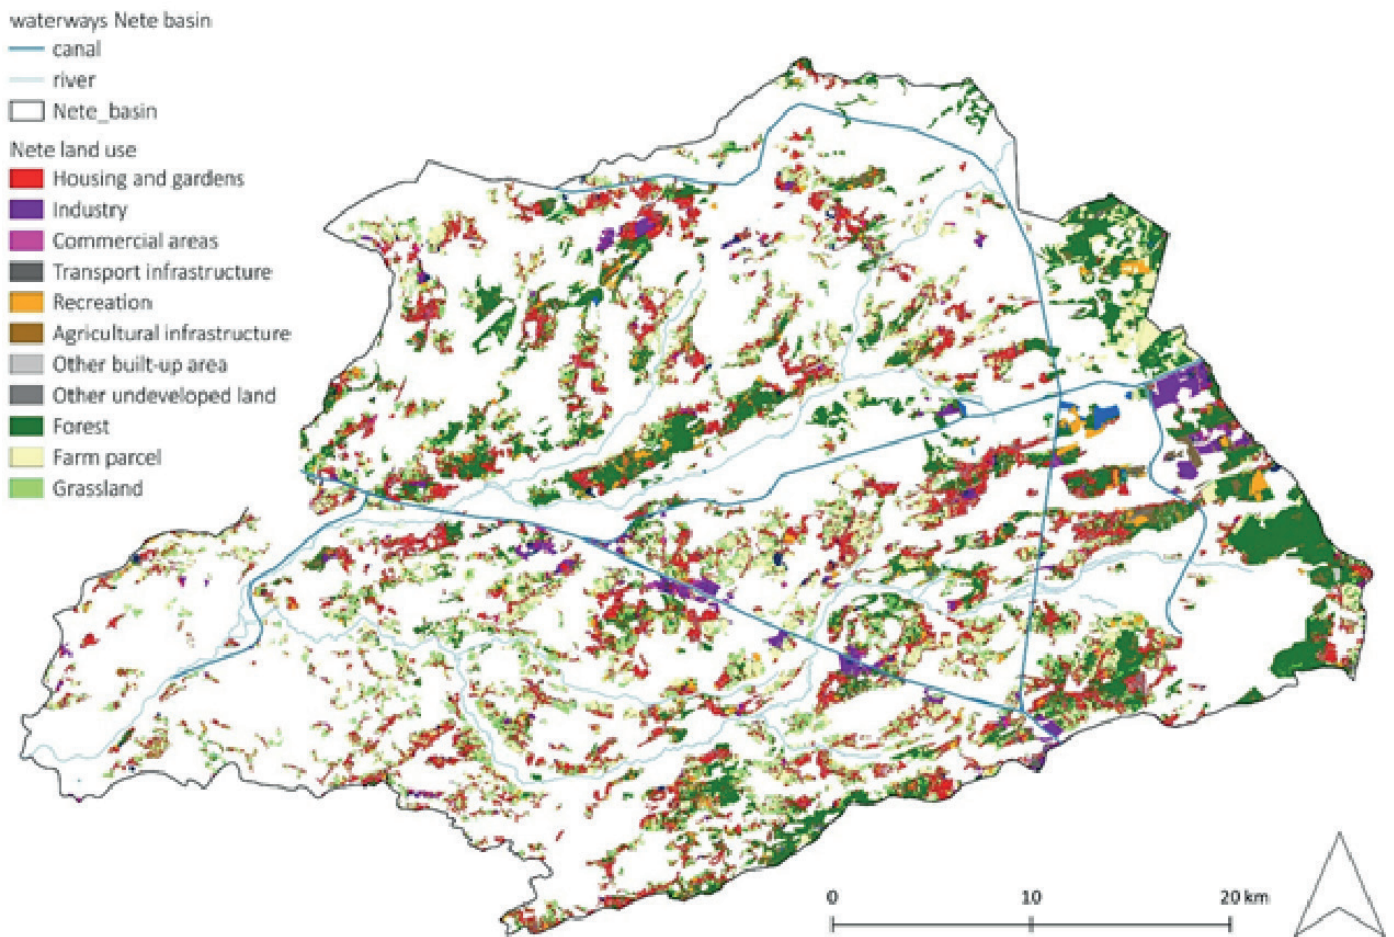 waterways Nete basin
canal
river
Nete_basin
Nete land use
Housing and gardens
Industry
Commercial areas
Transport infrastructure
Recreation
Agricultural infrastructure
Other built-up area
Other undeveloped land
Forest
Farm parcel
Grassland
0 10 20 km